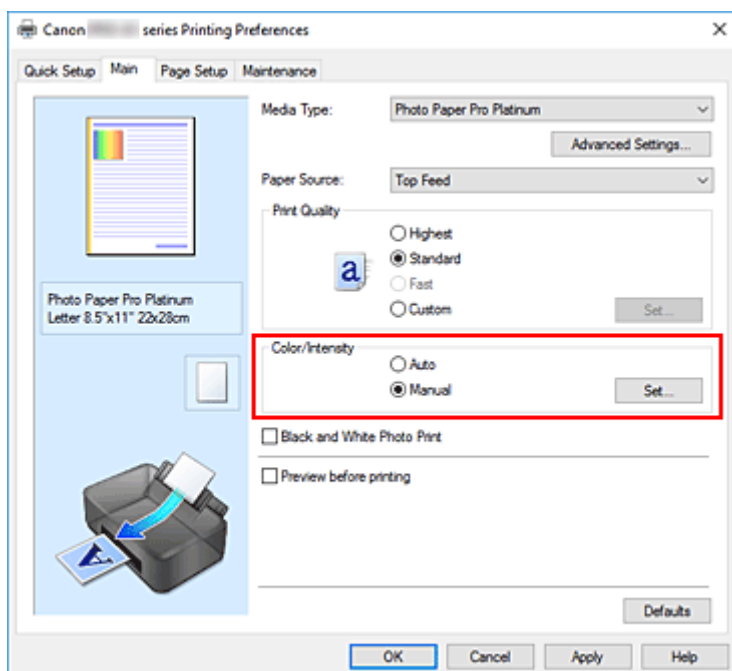 Canon series Printing Preferences
Quick Setup Main Page Setup Maintenance
Media Type: Photo Paper Pro Platinum
Advanced Settings...
Paper Source: Top Feed
Print Quality
Highest
a Standard
Fast
Custom Set...
Photo Paper Pro Platinum
Letter 8.5"x11" 22x28cm
Color/Intensity
Auto
Manual Set...
Black and White Photo Print
Preview before printing
A
Defaults
OK Cancel Apply Help